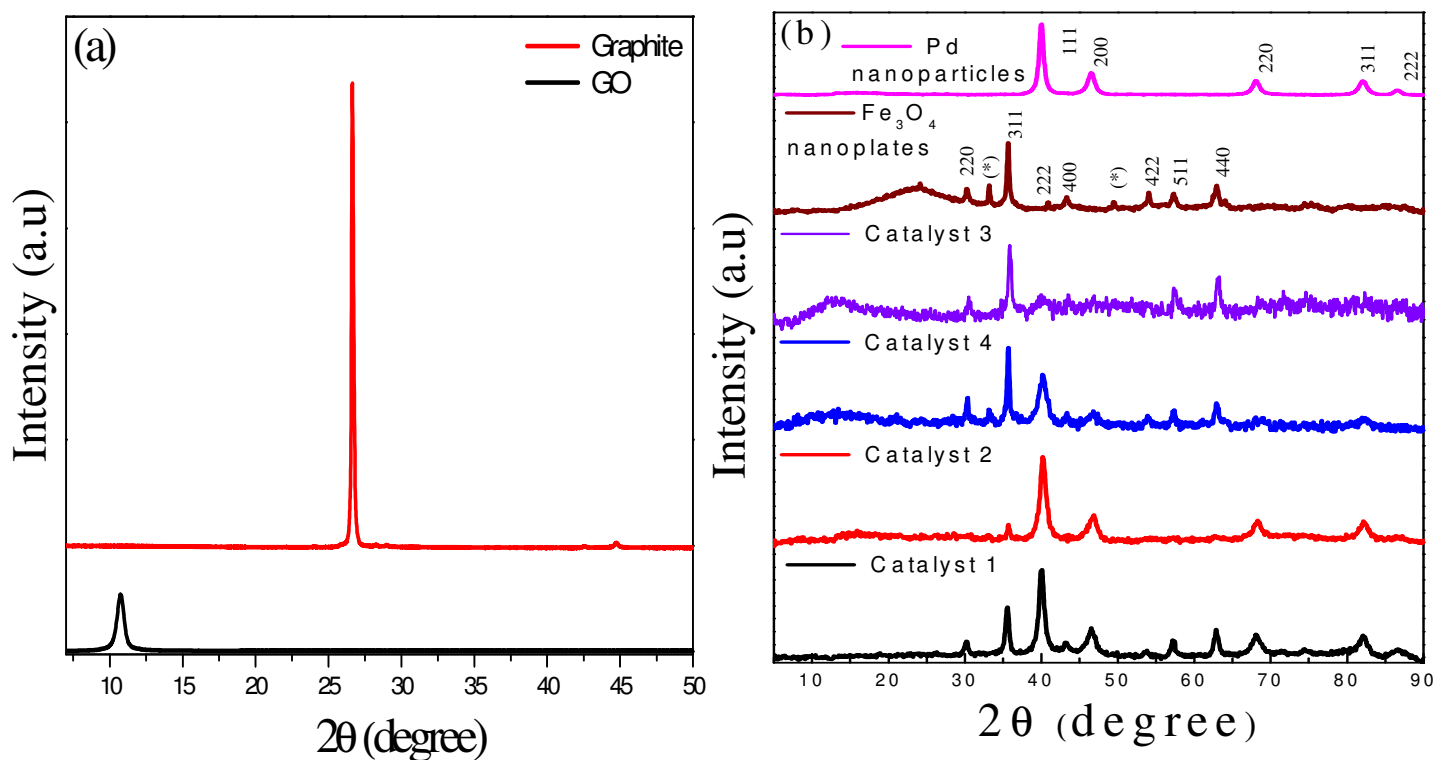 (a)
Graphite
GO
Intensity (a.u)
10 15 20 25 30 35 40 45 50
2θ (degree)
(b)
Pd
nanoparticles
111 200 220 311 222
Fe3O4
nanoplates
220 (*) 311 222 400 (*) 422 511 440
Catalyst 3
Catalyst 4
Catalyst 2
Catalyst 1
Intensity (a.u)
10 20 30 40 50 60 70 80 90
2θ (degree)